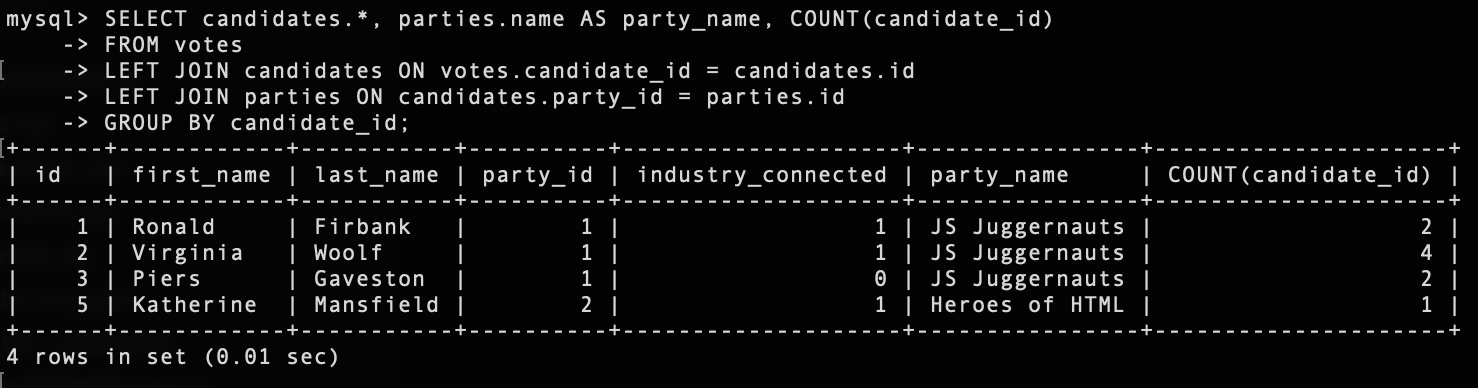 mysql> SELECT candidates.*, parties.name AS party_name, COUNT(candidate_id)
    -> FROM votes
    -> LEFT JOIN candidates ON votes.candidate_id = candidates.id
    -> LEFT JOIN parties ON candidates.party_id = parties.id
    -> GROUP BY candidate_id;
+------+------------+-----------+----------+--------------------+----------------+---------------------+
| id   | first_name | last_name | party_id | industry_connected | party_name     | COUNT(candidate_id) |
+------+------------+-----------+----------+--------------------+----------------+---------------------+
|    1 | Ronald     | Firbank   |        1 |                  1 | JS Juggernauts |                   2 |
|    2 | Virginia   | Woolf     |        1 |                  1 | JS Juggernauts |                   4 |
|    3 | Piers      | Gaveston  |        1 |                  0 | JS Juggernauts |                   2 |
|    5 | Katherine  | Mansfield |        2 |                  1 | Heroes of HTML |                   1 |
+------+------------+-----------+----------+--------------------+----------------+---------------------+
4 rows in set (0.01 sec)